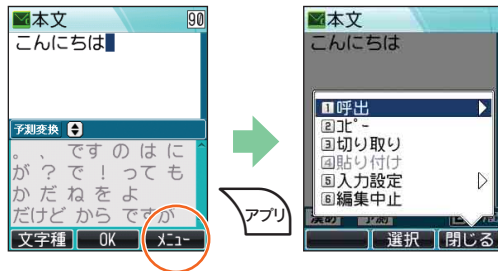 本文 90
こんにちは
予測変換
。 、 です の は に
が ? で ! って も
か だ ね を よ
だけど から ですが
文字種 OK ﾒﾆｭｰ
アプリ
本文
こんにちは
1呼出
2ｺﾋﾟｰ
3切り取り
4貼り付け
5入力設定
6編集中止
予測
選択 閉じる